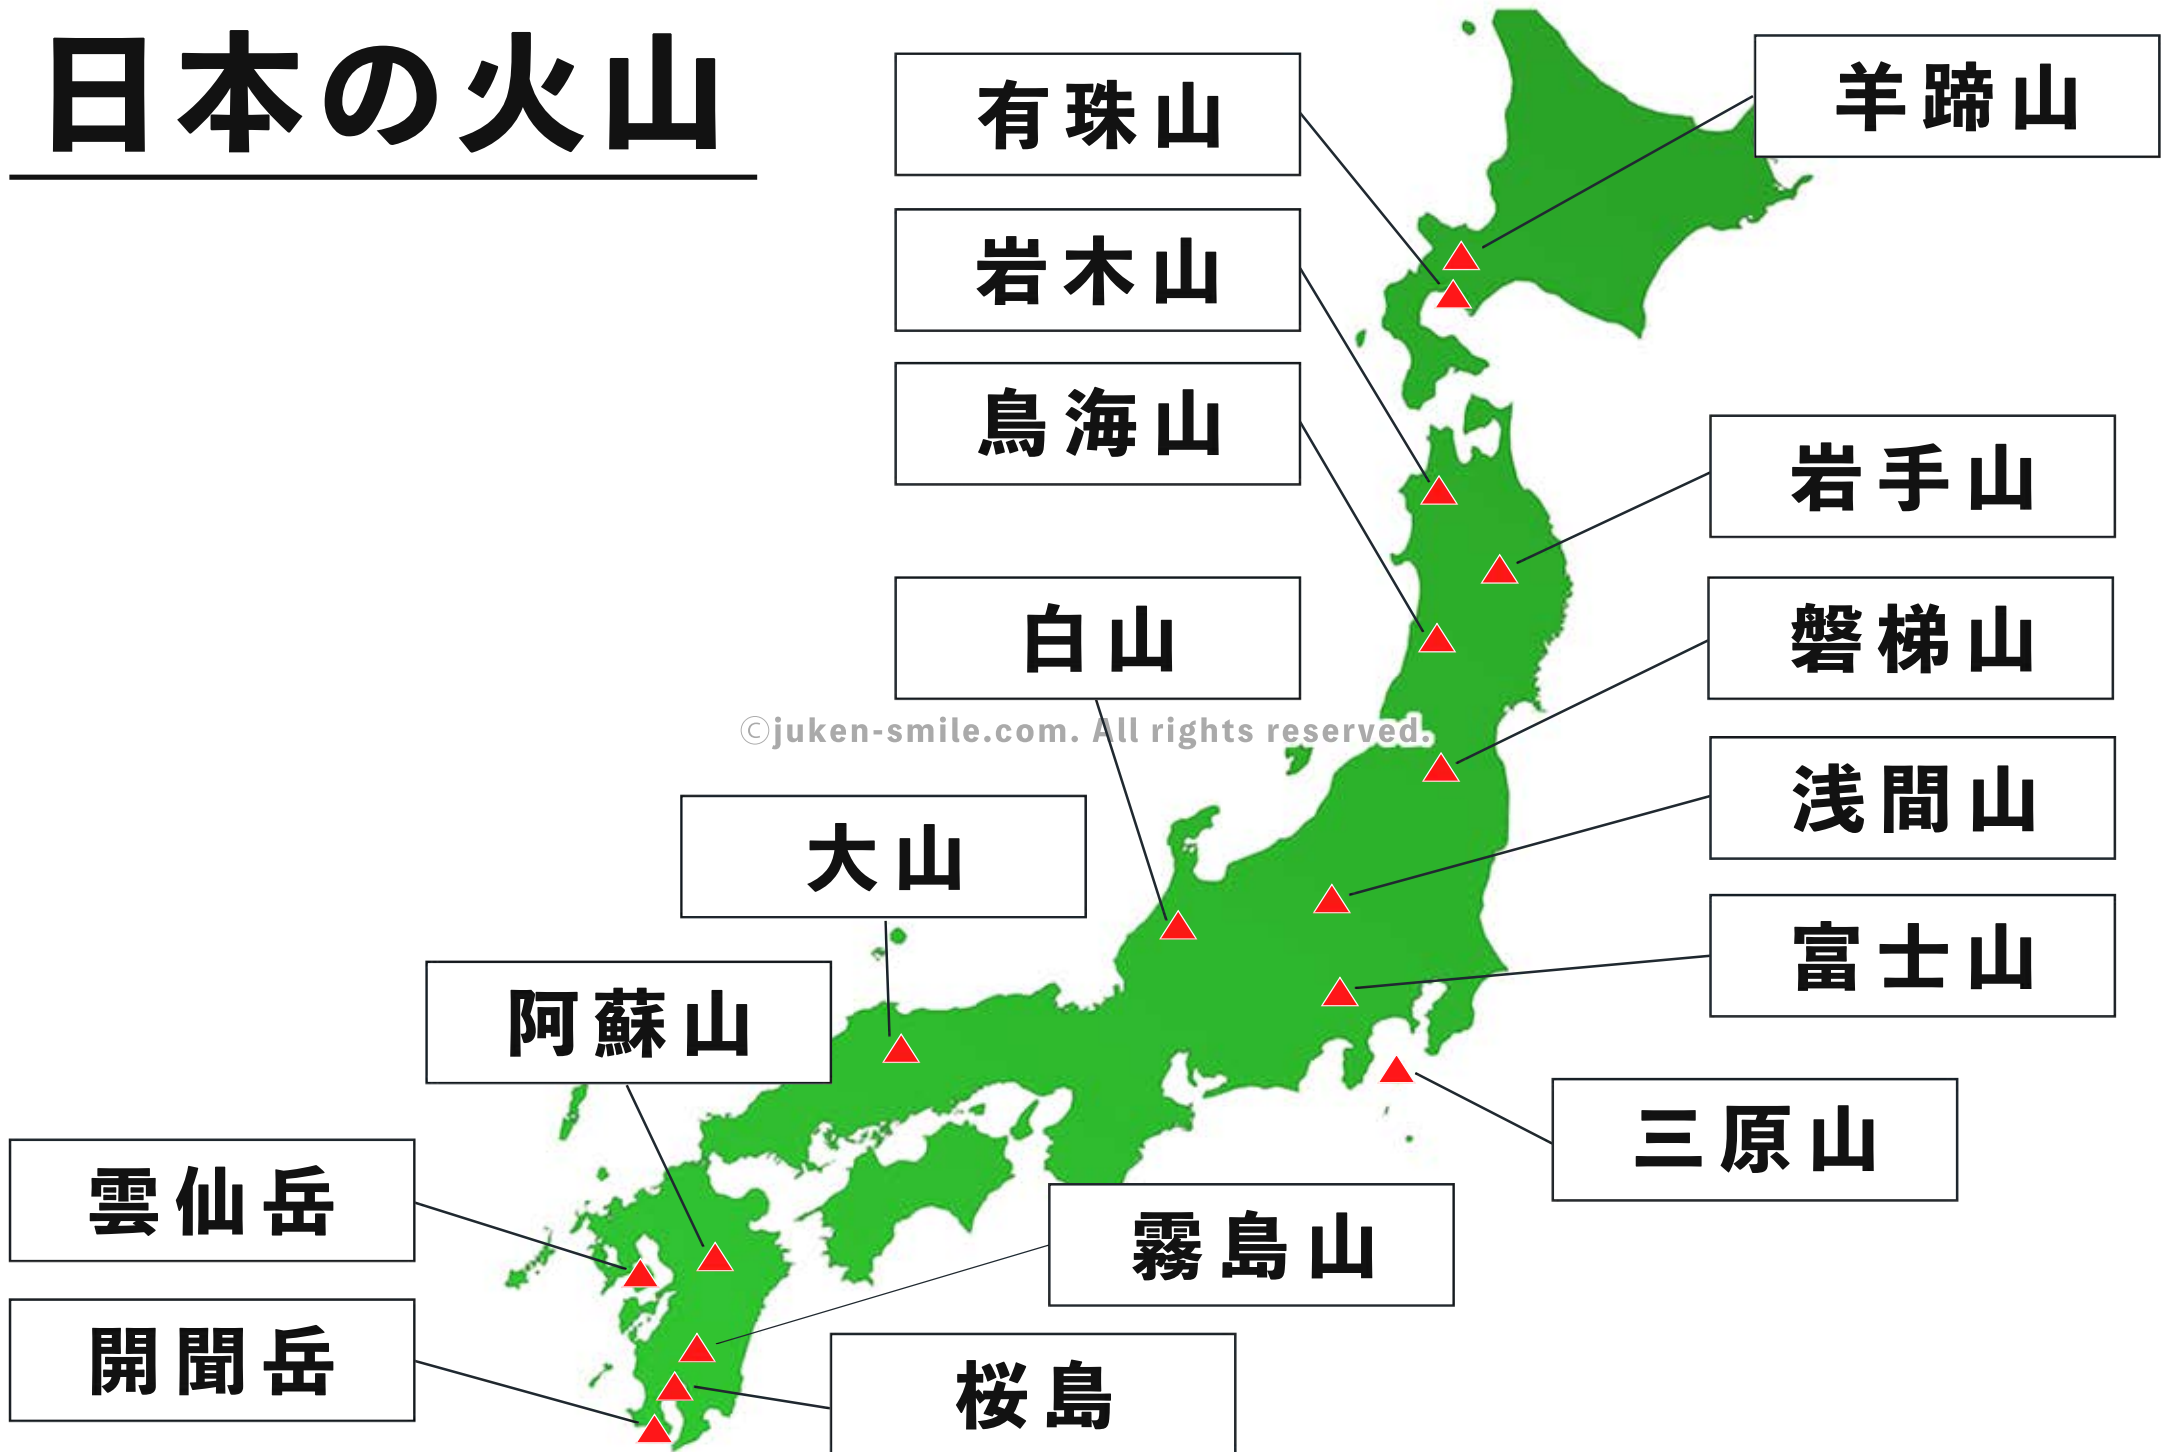 日本の火山
有珠山
羊蹄山
岩木山
鳥海山
岩手山
白山
磐梯山
©juken-smile.com. All rights reserved.
浅間山
大山
富士山
阿蘇山
三原山
雲仙岳
霧島山
開聞岳
桜島